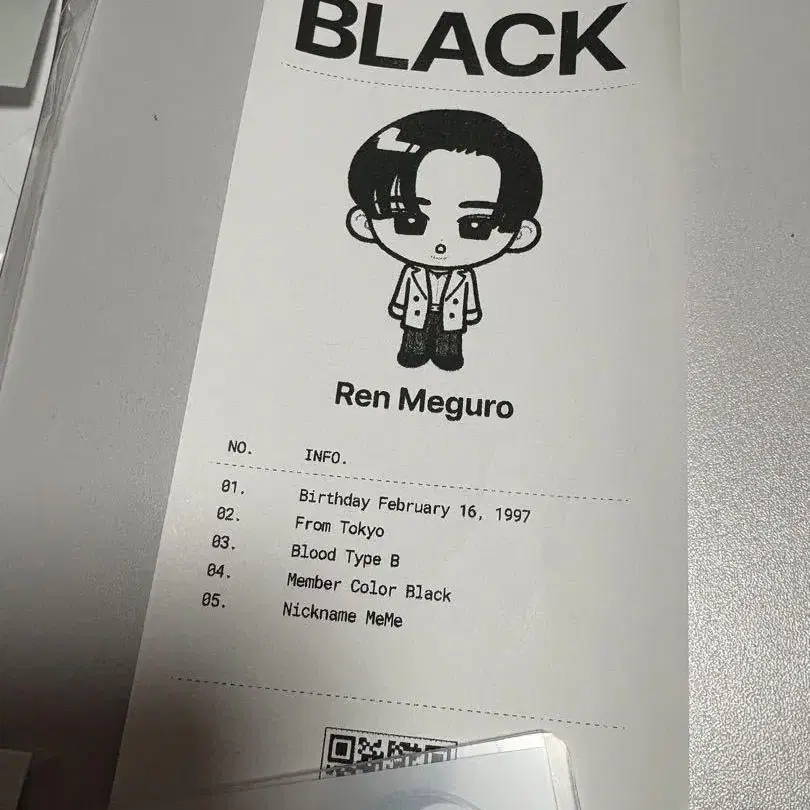 BLACK
Ren Meguro
NO. INFO.
01. Birthday February 16, 1997
02. From Tokyo
03. Blood Type B
04. Member Color Black
05. Nickname MeMe